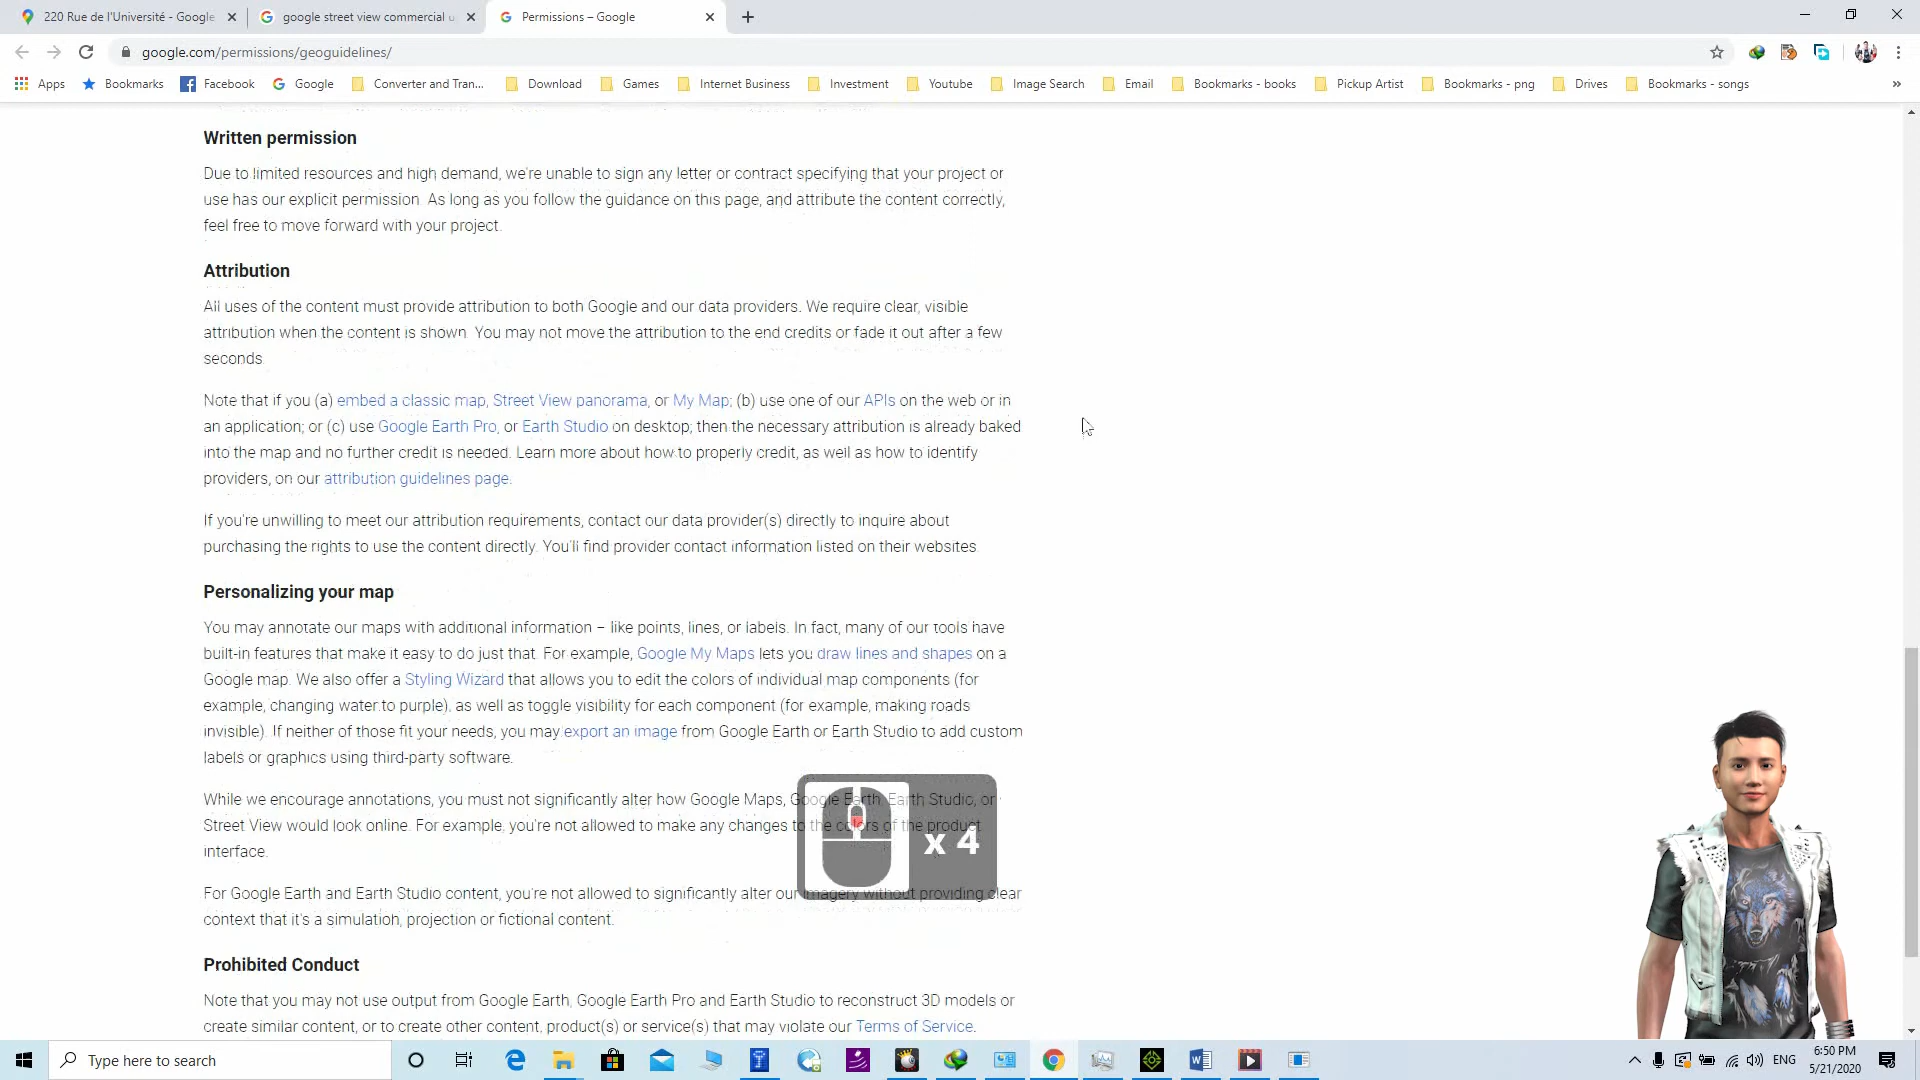 220 Rue de l'Université - Google
google street view commercial u
Permissions – Google
google.com/permissions/geoguidelines/
Apps
Bookmarks
Facebook
Google
Converter and Tran...
Download
Games
Internet Business
Investment
Youtube
Image Search
Email
Bookmarks - books
Pickup Artist
Bookmarks - png
Drives
Bookmarks - songs
»
Written permission
Due to limited resources and high demand, we're unable to sign any letter or contract specifying that your project or
use has our explicit permission. As long as you follow the guidance on this page, and attribute the content correctly,
feel free to move forward with your project.
Attribution
All uses of the content must provide attribution to both Google and our data providers. We require clear, visible
attribution when the content is shown. You may not move the attribution to the end credits or fade it out after a few
seconds.
Note that if you (a) embed a classic map, Street View panorama, or My Map; (b) use one of our APIs on the web or in
an application; or (c) use Google Earth Pro, or Earth Studio on desktop; then the necessary attribution is already baked
into the map and no further credit is needed. Learn more about how to properly credit, as well as how to identify
providers, on our attribution guidelines page.
If you're unwilling to meet our attribution requirements, contact our data provider(s) directly to inquire about
purchasing the rights to use the content directly. You'll find provider contact information listed on their websites.
Personalizing your map
You may annotate our maps with additional information – like points, lines, or labels. In fact, many of our tools have
built-in features that make it easy to do just that. For example, Google My Maps lets you draw lines and shapes on a
Google map. We also offer a Styling Wizard that allows you to edit the colors of individual map components (for
example, changing water to purple), as well as toggle visibility for each component (for example, making roads
invisible). If neither of those fit your needs, you may export an image from Google Earth or Earth Studio to add custom
labels or graphics using third-party software.
While we encourage annotations, you must not significantly alter how Google Maps, Google Earth, Earth Studio, or
Street View would look online. For example, you're not allowed to make any changes to the colors of the product
interface.
x 4
For Google Earth and Earth Studio content, you're not allowed to significantly alter our imagery without providing clear
context that it's a simulation, projection or fictional content.
Prohibited Conduct
Note that you may not use output from Google Earth, Google Earth Pro and Earth Studio to reconstruct 3D models or
create similar content, or to create other content, product(s) or service(s) that may violate our Terms of Service.
Type here to search
ENG
6:50 PM
5/21/2020